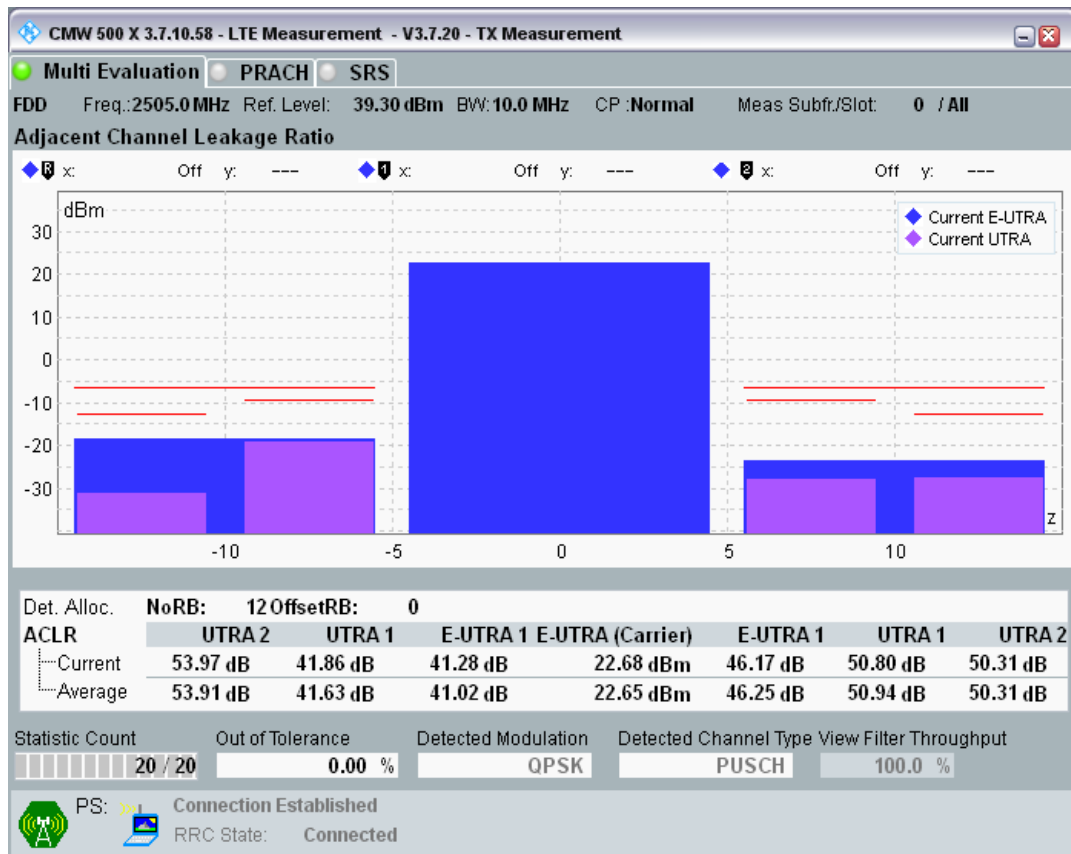 CMW 500 X 3.7.10.58 - LTE Measurement - V3.7.20 - TX Measurement
Multi Evaluation PRACH SRS
FDD Freq.:2505.0 MHz Ref. Level: 39.30 dBm BW:10.0 MHz CP :Normal Meas Subfr./Slot: 0 / All
Adjacent Channel Leakage Ratio
R x: Off y: --- 1 x: Off y: --- 2 x: Off y: ---
dBm
Current E-UTRA
Current UTRA
30
20
10
0
-10
-20
-30
z
-10 -5 0 5 10
Det. Alloc. NoRB: 12 OffsetRB: 0
ACLR UTRA 2 UTRA 1 E-UTRA 1 E-UTRA (Carrier) E-UTRA 1 UTRA 1 UTRA 2
Current 53.97 dB 41.86 dB 41.28 dB 22.68 dBm 46.17 dB 50.80 dB 50.31 dB
Average 53.91 dB 41.63 dB 41.02 dB 22.65 dBm 46.25 dB 50.94 dB 50.31 dB
Statistic Count Out of Tolerance Detected Modulation Detected Channel Type View Filter Throughput
20 / 20 0.00 % QPSK PUSCH 100.0 %
PS: Connection Established
RRC State: Connected